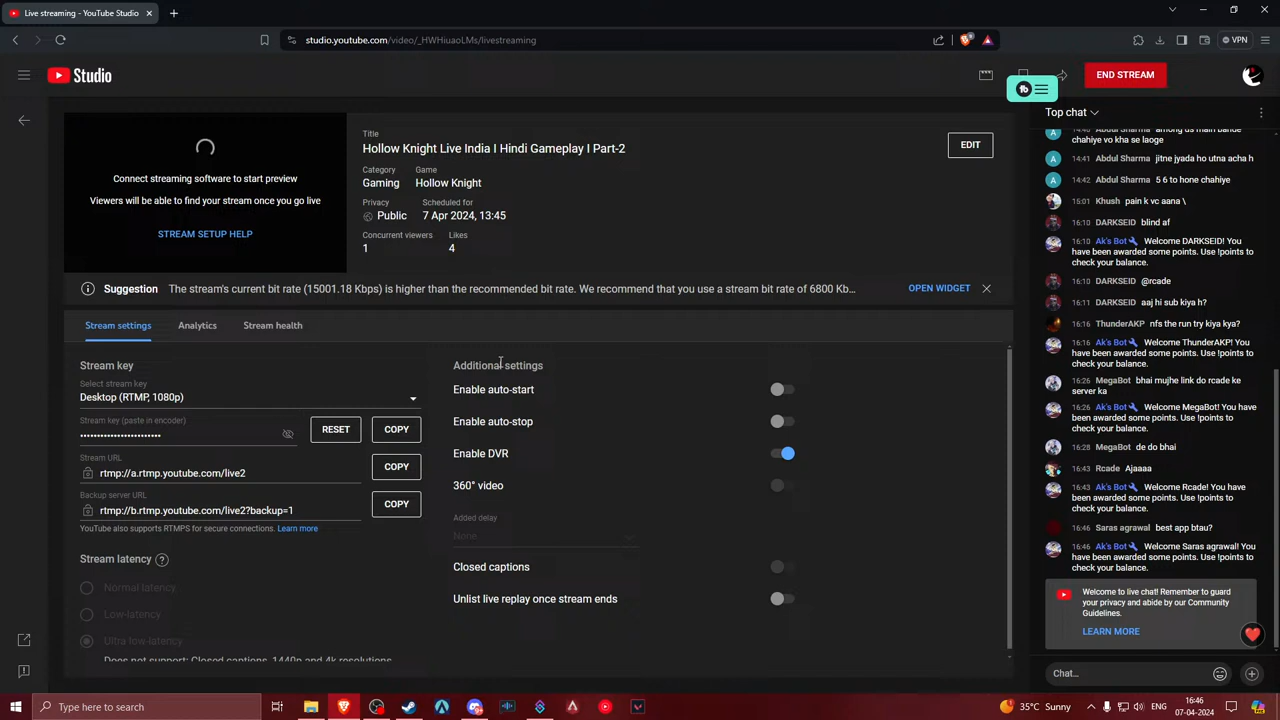 Live streaming - YouTube Studio
studio.youtube.com/video/_HWHiuaoLMs/livestreaming
VPN
Studio
END STREAM
Connect streaming software to start preview
Viewers will be able to find your stream once you go live
STREAM SETUP HELP
Title
Hollow Knight Live India I Hindi Gameplay I Part-2
EDIT
Category
Game
Gaming
Hollow Knight
Privacy
Scheduled for
Public
7 Apr 2024, 13:45
Concurrent viewers
Likes
1
4
Suggestion
The stream's current bit rate (15001.18 Kbps) is higher than the recommended bit rate. We recommend that you use a stream bit rate of 6800 Kb...
OPEN WIDGET
Stream settings
Analytics
Stream health
Stream key
Select stream key
Desktop (RTMP, 1080p)
Stream key (paste in encoder)
•••••••••••••••••••••••
RESET
COPY
Stream URL
rtmp://a.rtmp.youtube.com/live2
COPY
Backup server URL
rtmp://b.rtmp.youtube.com/live2?backup=1
COPY
YouTube also supports RTMPS for secure connections. Learn more
Stream latency
Normal latency
Low-latency
Ultra low-latency
Does not support: Closed captions, 1440p and 4k resolutions
Additional settings
Enable auto-start
Enable auto-stop
Enable DVR
360° video
Added delay
None
Closed captions
Unlist live replay once stream ends
Top chat
14:40 Abdul Sharma among us main bande
chahiye vo kha se laoge
14:41 Abdul Sharma jitne jyada ho utna acha h
14:42 Abdul Sharma 5 6 to hone chahiye
15:01 Khush pain k vc aana \
16:10 DARKSEID blind af
16:10 Ak's Bot Welcome DARKSEID! You
have been awarded some points. Use !points to
check your balance.
16:10 DARKSEID @rcade
16:11 DARKSEID aaj hi sub kiya h?
16:16 ThunderAKP nfs the run try kiya kya?
16:16 Ak's Bot Welcome ThunderAKP! You
have been awarded some points. Use !points to
check your balance.
16:26 MegaBot bhai mujhe link do rcade ke
server ka
16:26 Ak's Bot Welcome MegaBot! You have
been awarded some points. Use !points to
check your balance.
16:26 MegaBot de do bhai
16:43 Rcade Ajaaaa
16:43 Ak's Bot Welcome Rcade! You have
been awarded some points. Use !points to
check your balance.
16:46 Saras agrawal best app btau?
16:46 Ak's Bot Welcome Saras agrawal! You
have been awarded some points. Use !points to
check your balance.
Welcome to live chat! Remember to guard
your privacy and abide by our Community
Guidelines.
LEARN MORE
Chat...
Type here to search
35°C Sunny
16:46
07-04-2024